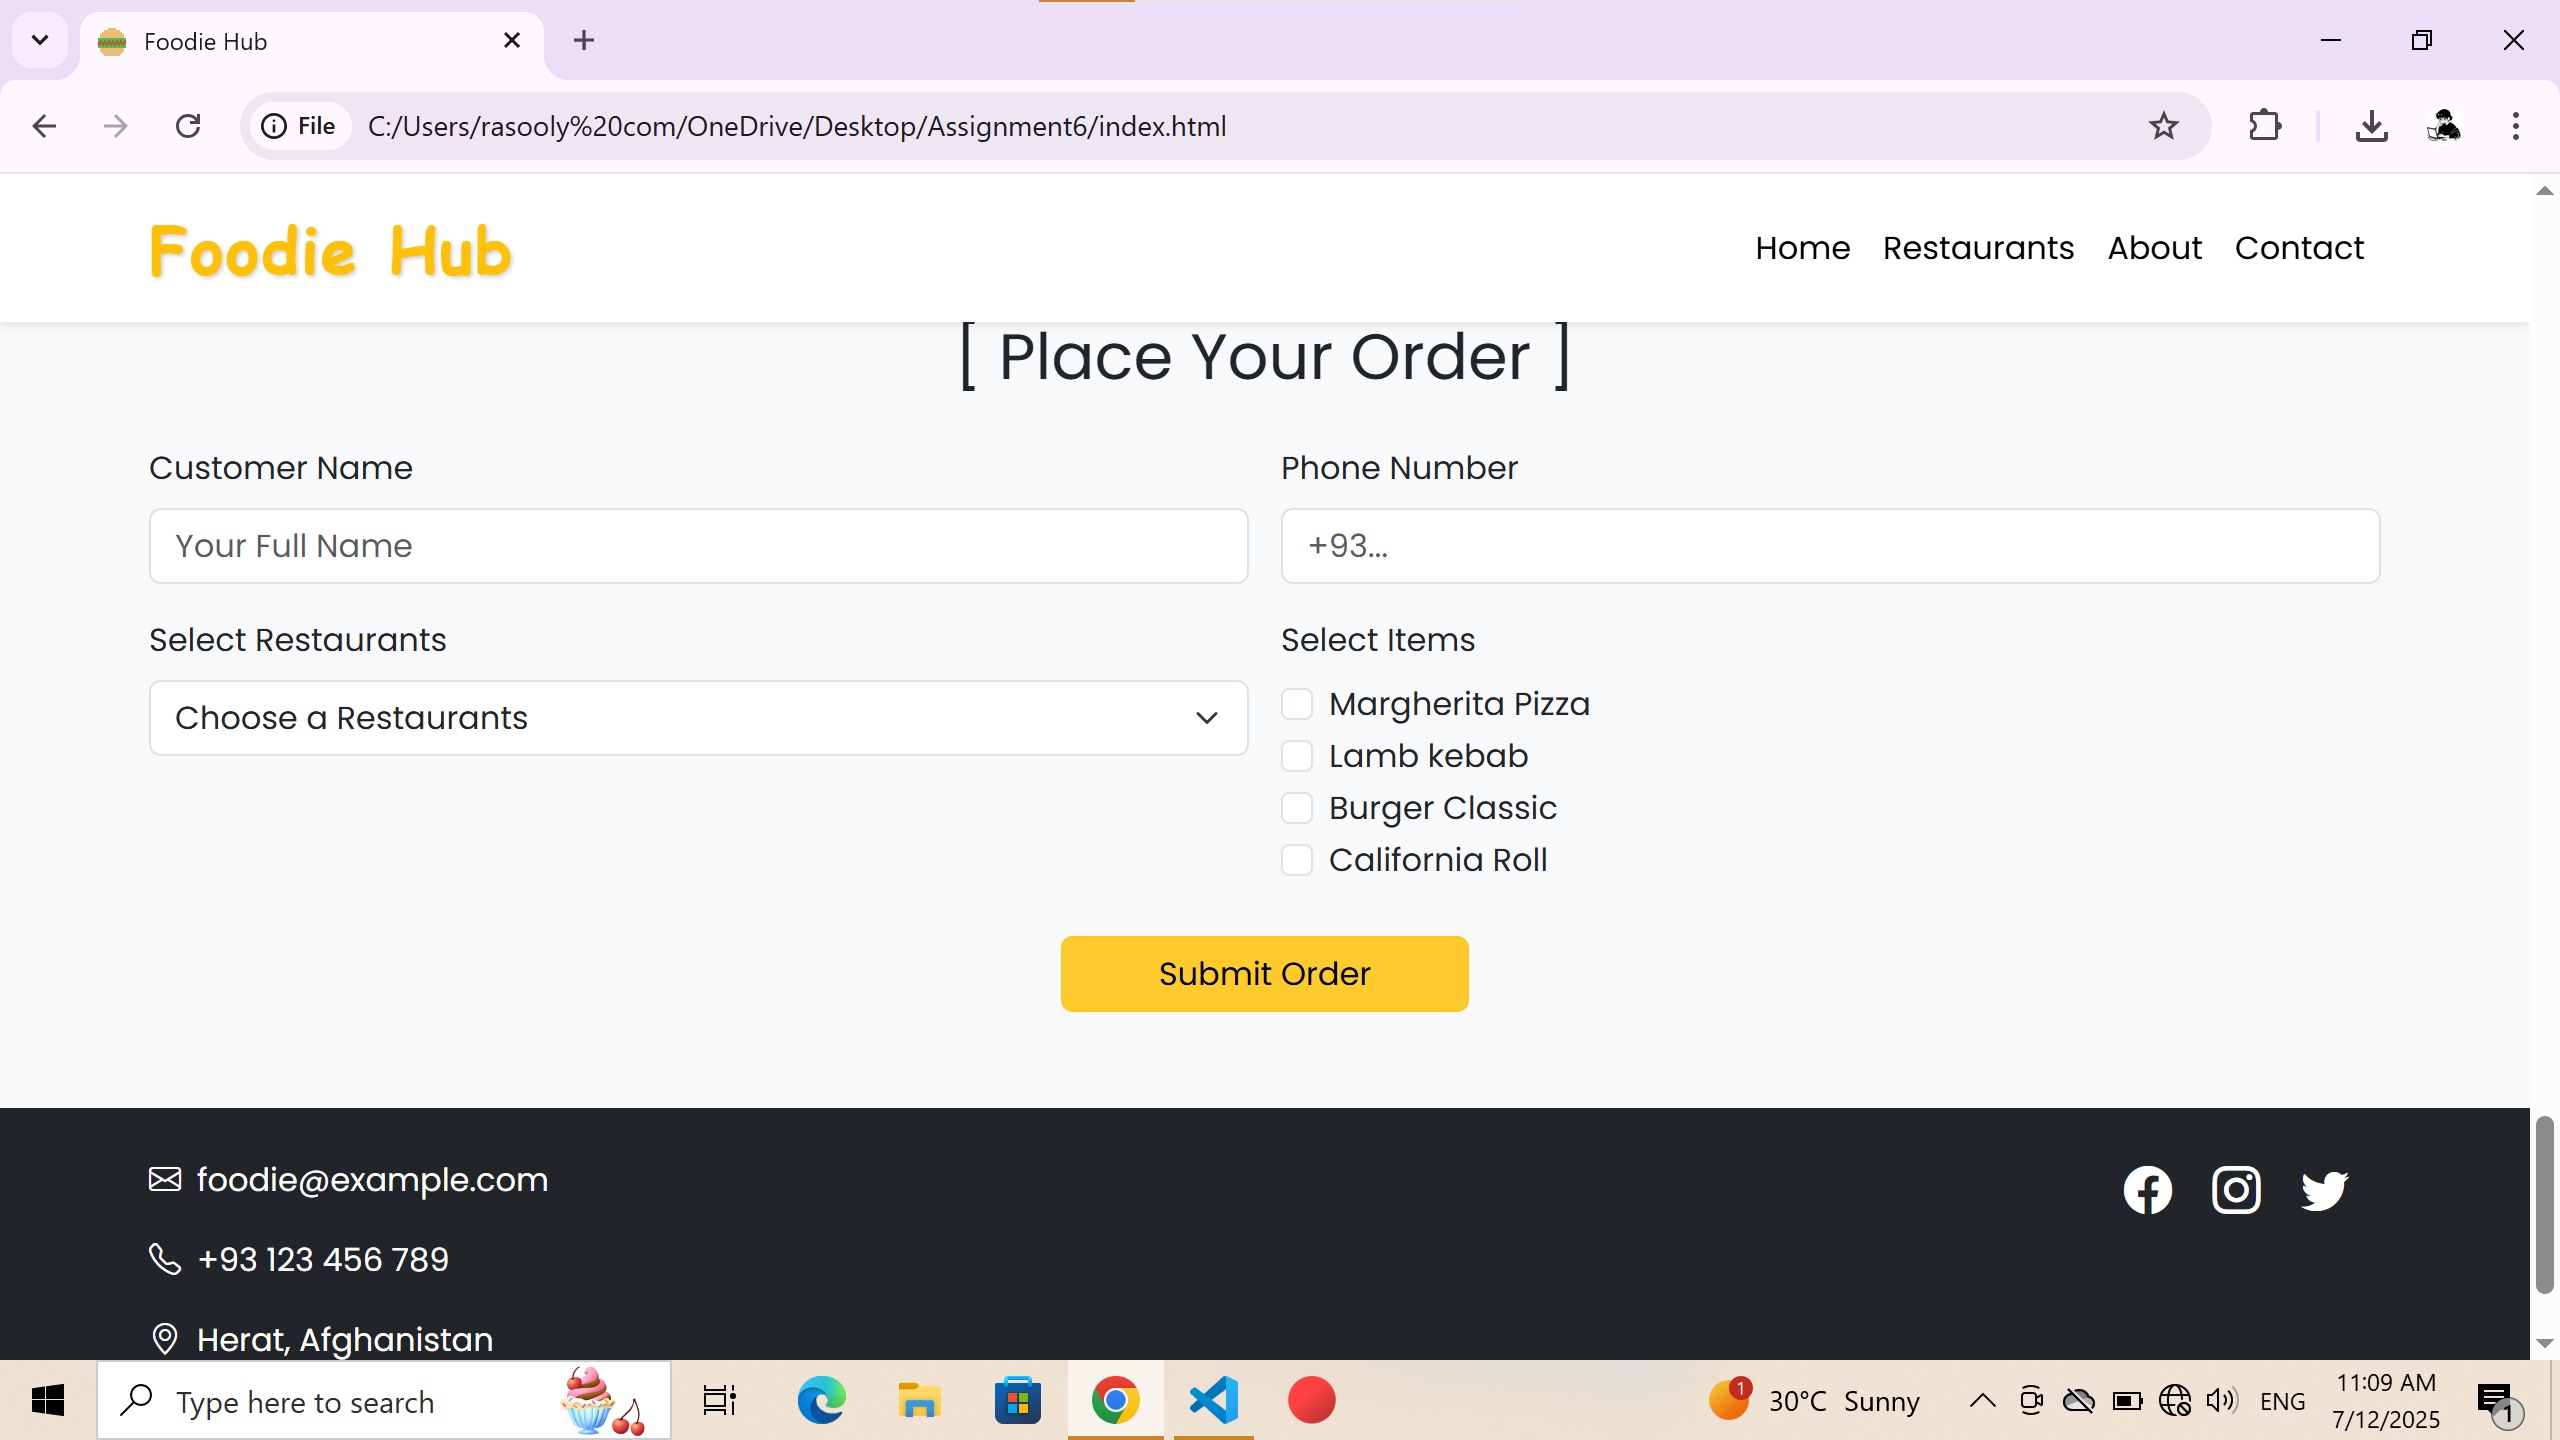 Foodie Hub
File
C:/Users/rasooly%20com/OneDrive/Desktop/Assignment6/index.html
Foodie Hub
Home Restaurants About Contact
[ Place Your Order ]
Customer Name
Your Full Name
Phone Number
+93...
Select Restaurants
Choose a Restaurants
Select Items
Margherita Pizza
Lamb kebab
Burger Classic
California Roll
Submit Order
foodie@example.com
+93 123 456 789
Herat, Afghanistan
Type here to search
1
30°C Sunny
ENG
11:09 AM
7/12/2025
1